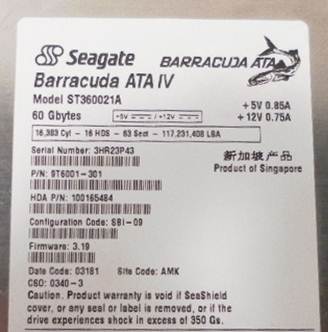 Seagate BARRACUDA ATA
Barracuda ATA IV
Model ST360021A +5V 0.85A
60 Gbytes +5V / +12V +12V 0.75A
16,383 Cyl - 16 HDS - 63 Sect - 117,231,408 LBA
Serial Number: 3HR23P43
新加坡产品
P/N: 9T6001-301 Product of Singapore
HDA P/N: 100165484
Configuration Code: SBI-09
Firmware: 3.19
Date Code: 03181 Site Code: AMK
CSO: 0340-3
Caution: Product warranty is void if SeaShield
cover, or any seal or label is removed, or if the
drive experiences shock in excess of 350 Gs.